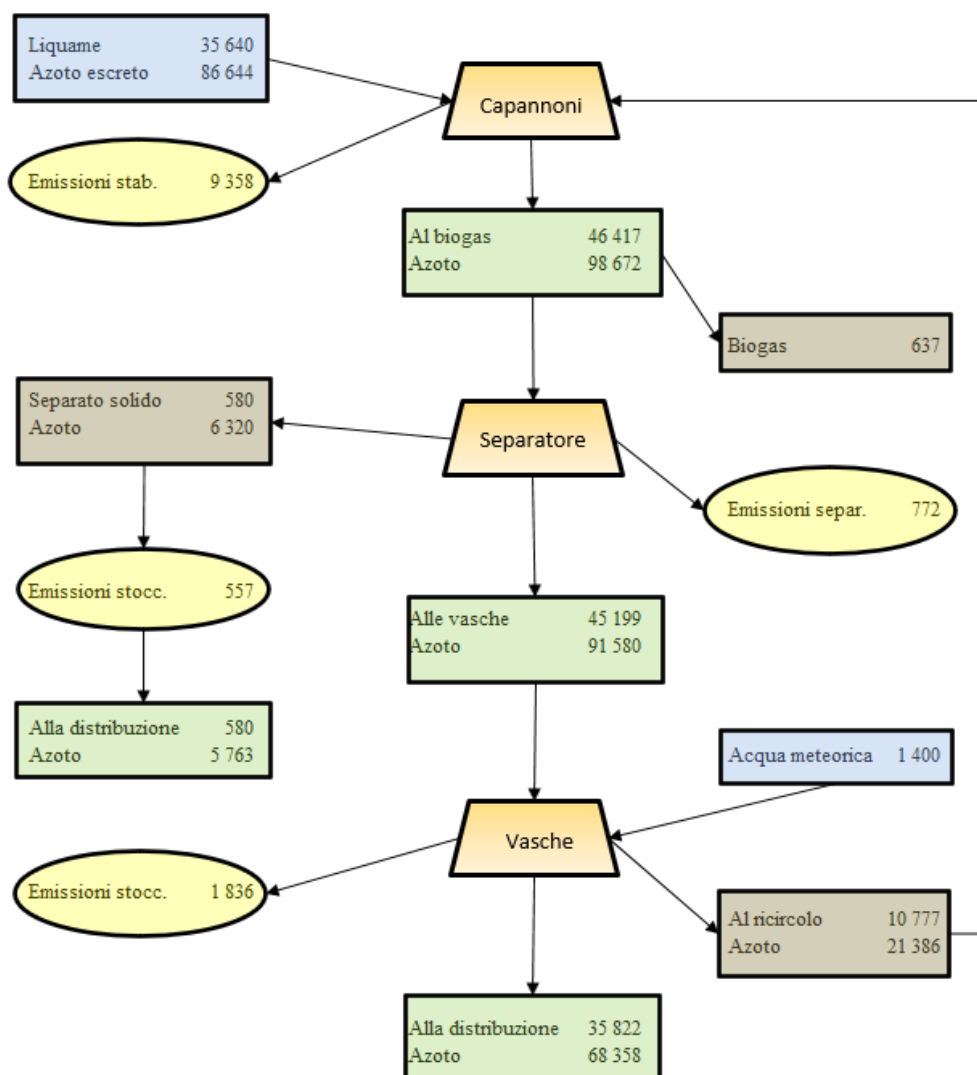 Liquame 35 640
Azoto escreto 86 644
Capannoni
Emissioni stab. 9 358
Al biogas 46 417
Azoto 98 672
Biogas 637
Separato solido 580
Azoto 6 320
Separatore
Emissioni separ. 772
Emissioni stocc. 557
Alle vasche 45 199
Azoto 91 580
Alla distribuzione 580
Azoto 5 763
Acqua meteorica 1 400
Vasche
Emissioni stocc. 1 836
Al ricircolo 10 777
Azoto 21 386
Alla distribuzione 35 822
Azoto 68 358